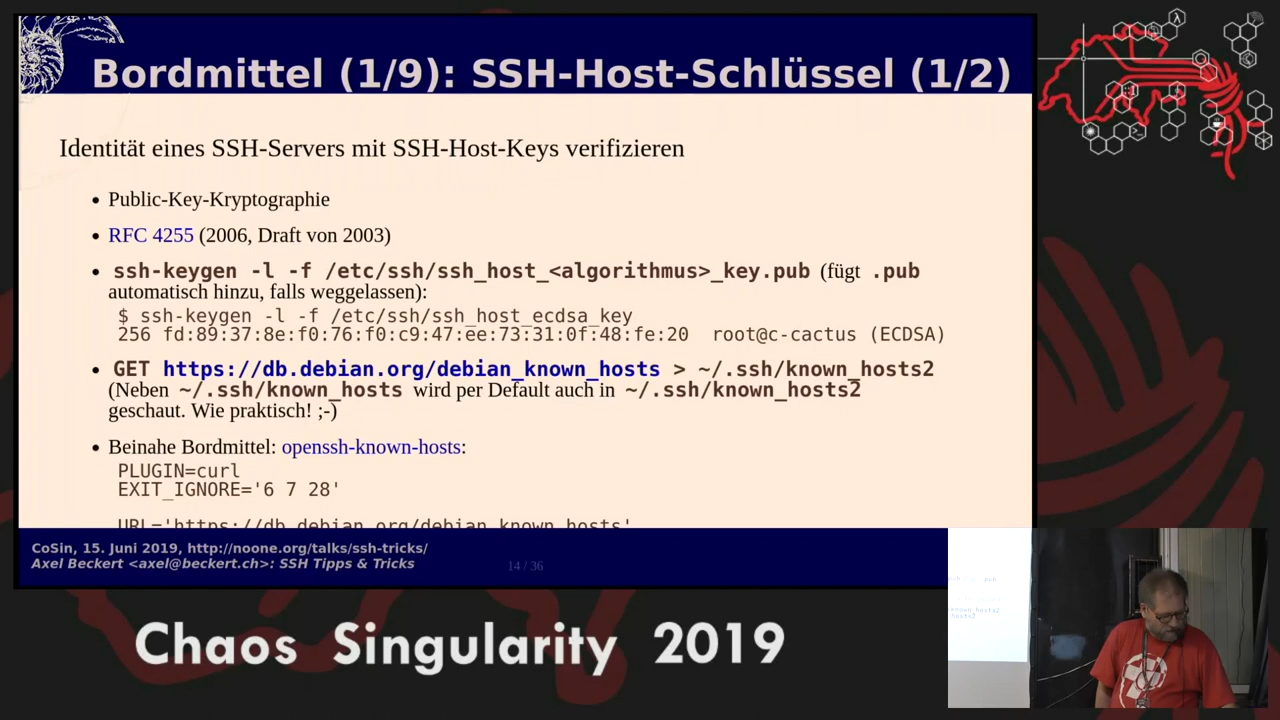 Bordmittel (1/9): SSH-Host-Schlüssel (1/2)
Identität eines SSH-Servers mit SSH-Host-Keys verifizieren
• Public-Key-Kryptographie
• RFC 4255 (2006, Draft von 2003)
• ssh-keygen -l -f /etc/ssh/ssh_host_<algorithmus>_key.pub (fügt .pub
automatisch hinzu, falls weggelassen):
$ ssh-keygen -l -f /etc/ssh/ssh_host_ecdsa_key
256 fd:89:37:8e:f0:76:f0:c9:47:ee:73:31:0f:48:fe:20 root@c-cactus (ECDSA)
• GET https://db.debian.org/debian_known_hosts > ~/.ssh/known_hosts2
(Neben ~/.ssh/known_hosts wird per Default auch in ~/.ssh/known_hosts2
geschaut. Wie praktisch! ;-)
• Beinahe Bordmittel: openssh-known-hosts:
PLUGIN=curl
EXIT_IGNORE='6 7 28'
URL='https://db.debian.org/debian_known_hosts'
CoSin, 15. Juni 2019, http://noone.org/talks/ssh-tricks/
Axel Beckert <axel@beckert.ch>: SSH Tipps & Tricks
14 / 36
Chaos Singularity 2019